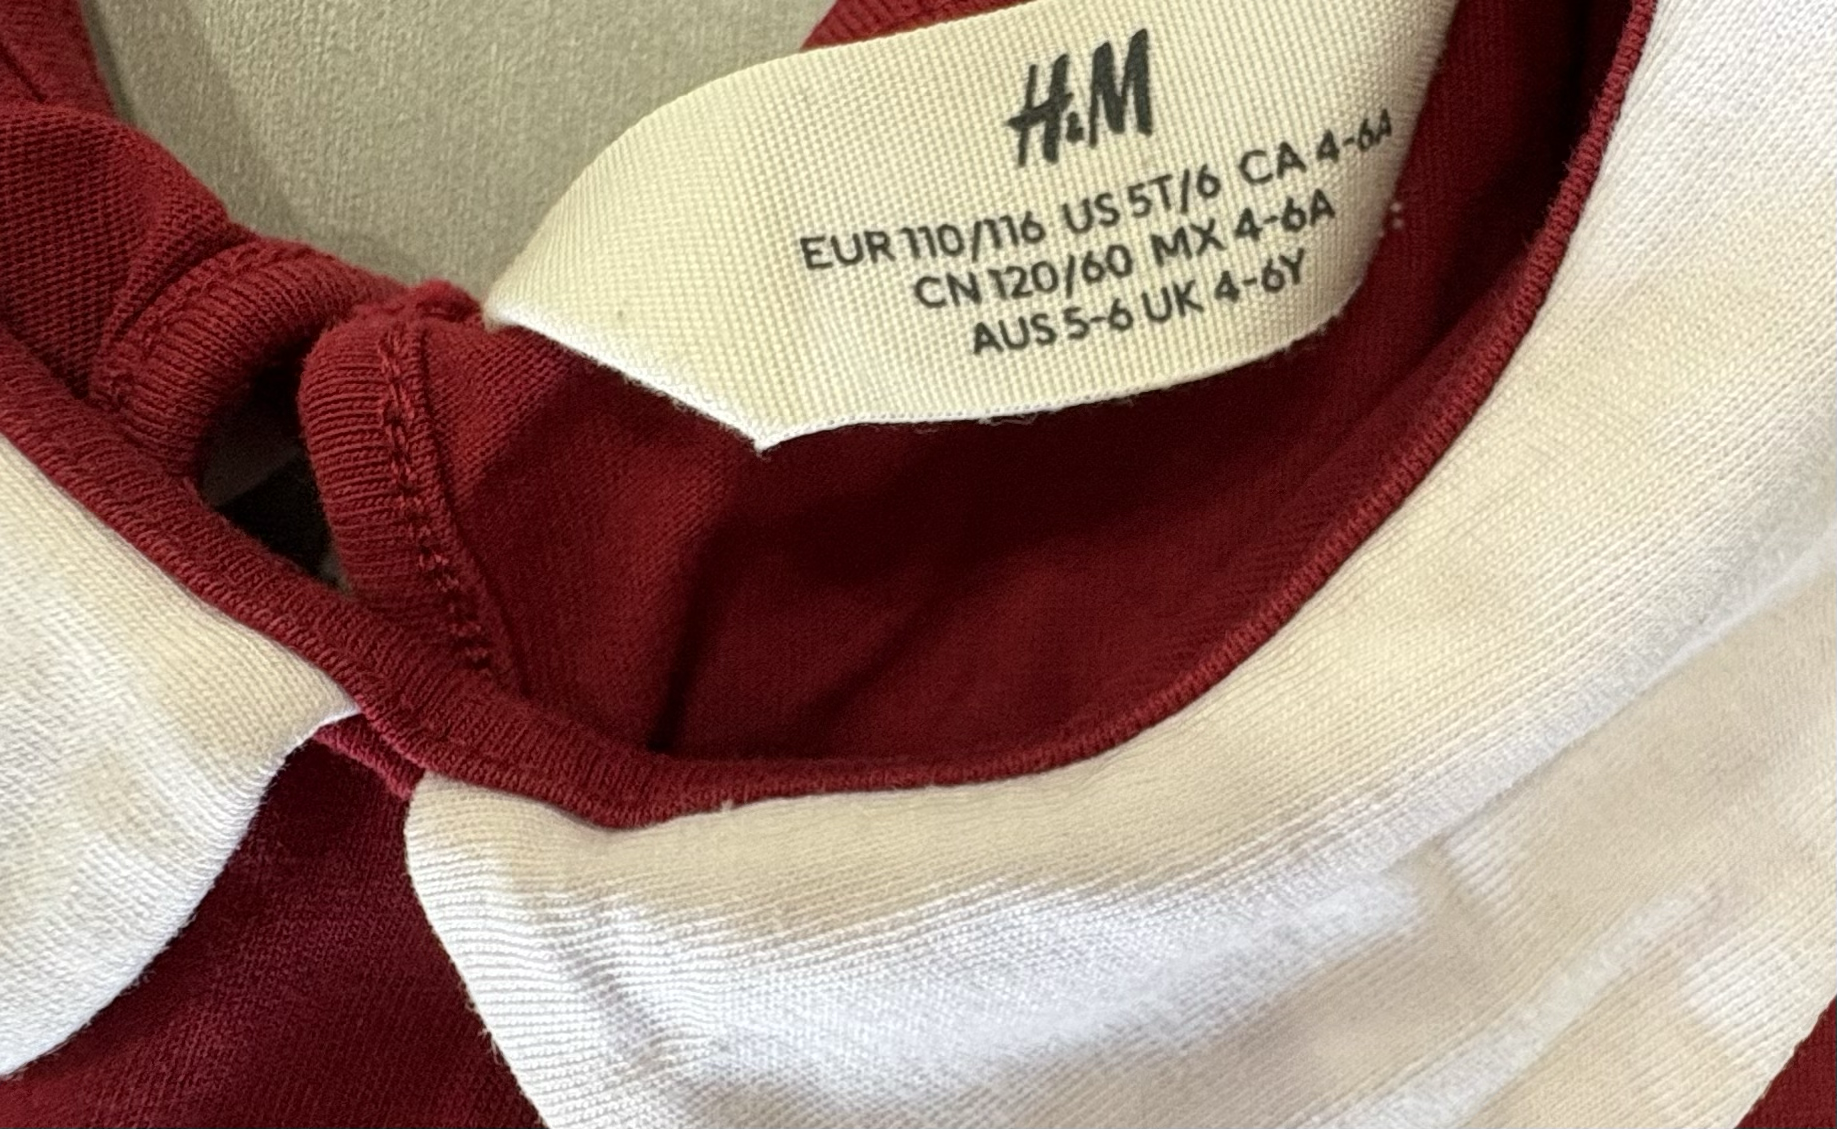 H&M
EUR 110/116 US 5T/6 CA 4-6A
CN 120/60 MX 4-6A
AUS 5-6 UK 4-6Y